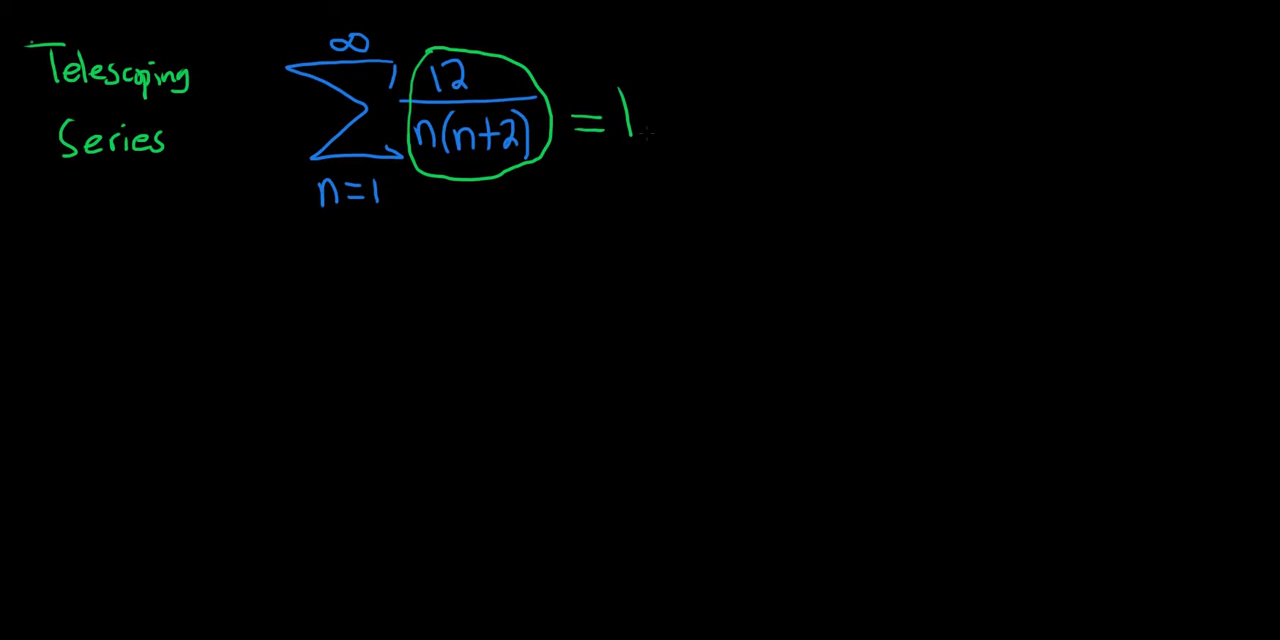 Telescoping
Series
∞
∑ 12 / n(n+2) = 1
n=1